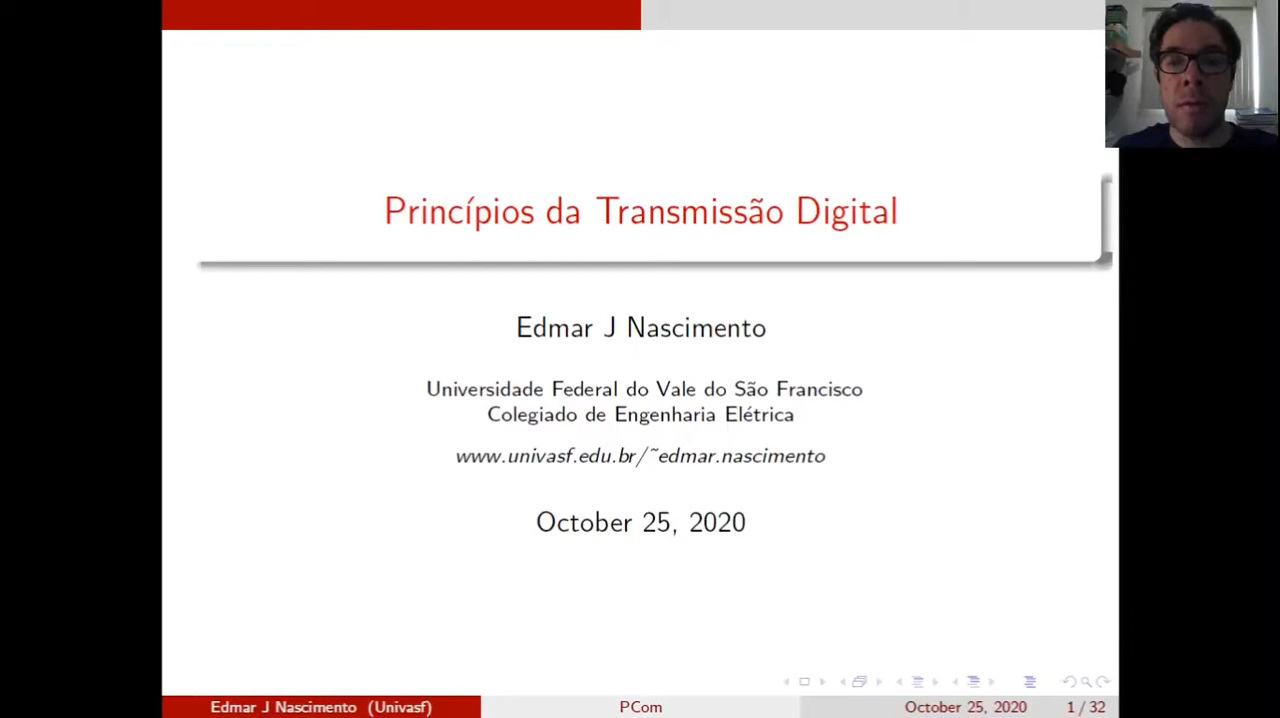 Princípios da Transmissão Digital
Edmar J Nascimento
Universidade Federal do Vale do São Francisco
Colegiado de Engenharia Elétrica
www.univasf.edu.br/~edmar.nascimento
October 25, 2020
Edmar J Nascimento (Univasf)
PCom
October 25, 2020
1 / 32